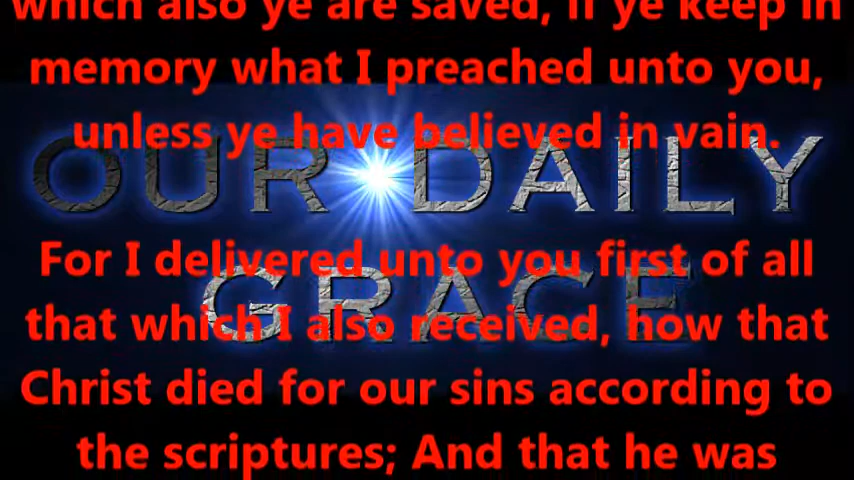 which also ye are saved, if ye keep in
memory what I preached unto you,
unless ye have believed in vain.
OUR DAILY
GRACE
For I delivered unto you first of all
that which I also received, how that
Christ died for our sins according to
the scriptures; And that he was